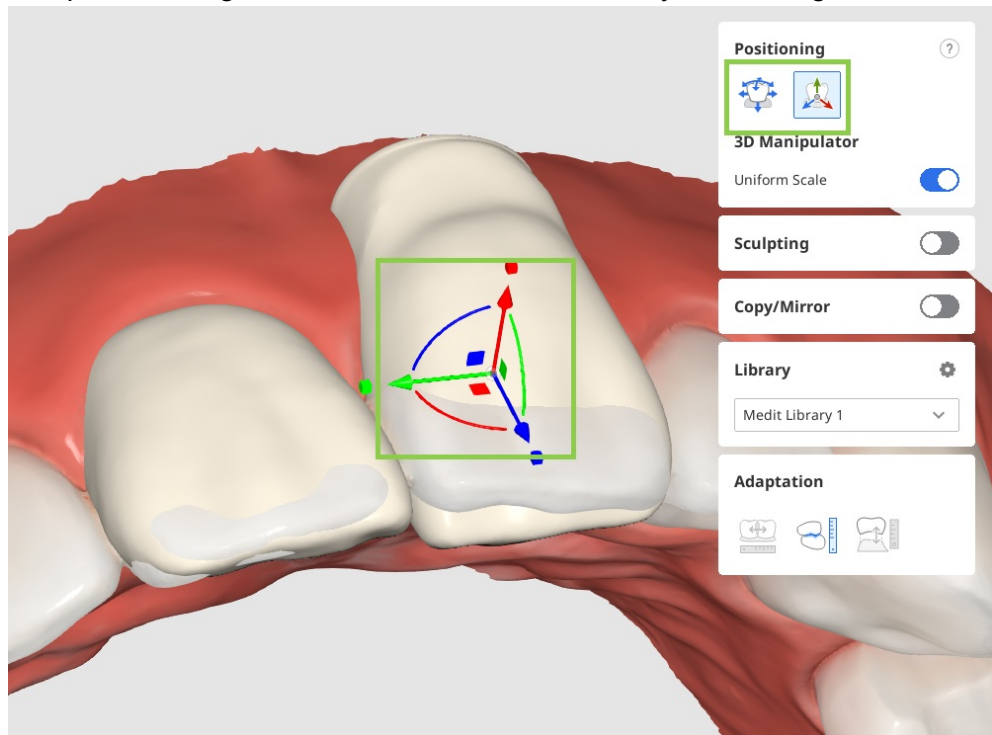 Positioning
?
3D Manipulator
Uniform Scale
Sculpting
Copy/Mirror
Library
Medit Library 1
Adaptation